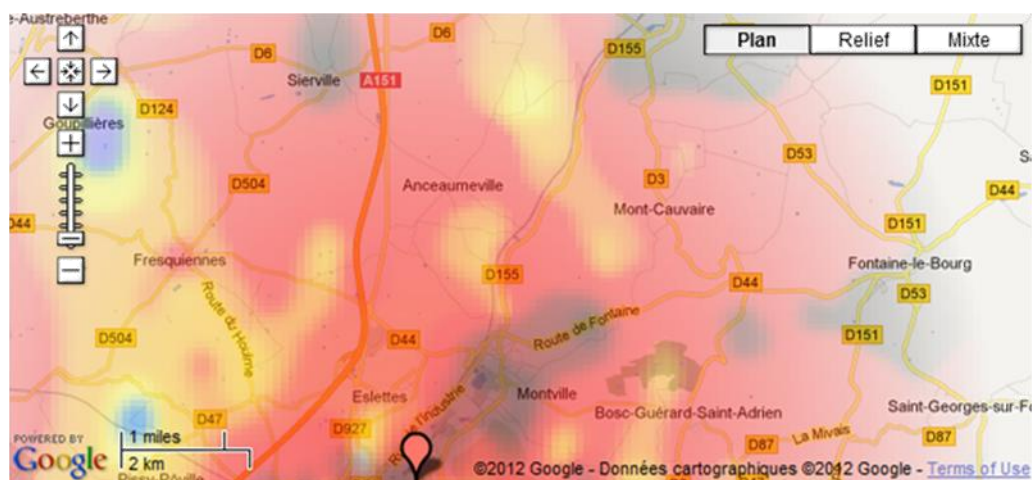 e-Austreberthe
D6
D6
D155
Plan
Relief
Mixte
Sierville
A151
D151
D124
Goupillères
D53
D504
D3
Anceaumeville
D44
D44
Mont-Cauvaire
D151
Fresquiennes
Fontaine-le-Bourg
D155
D44
D53
Route du Houlme
Route de Fontaine
D504
D44
D151
Eslettes
Montville
Bosc-Guérard-Saint-Adrien
Saint-Georges-sur-Fo
D47
D927
La Mivais
D87
D87
POWERED BY
Google
1 miles
2 km
©2012 Google - Données cartographiques ©2012 Google - Terms of Use